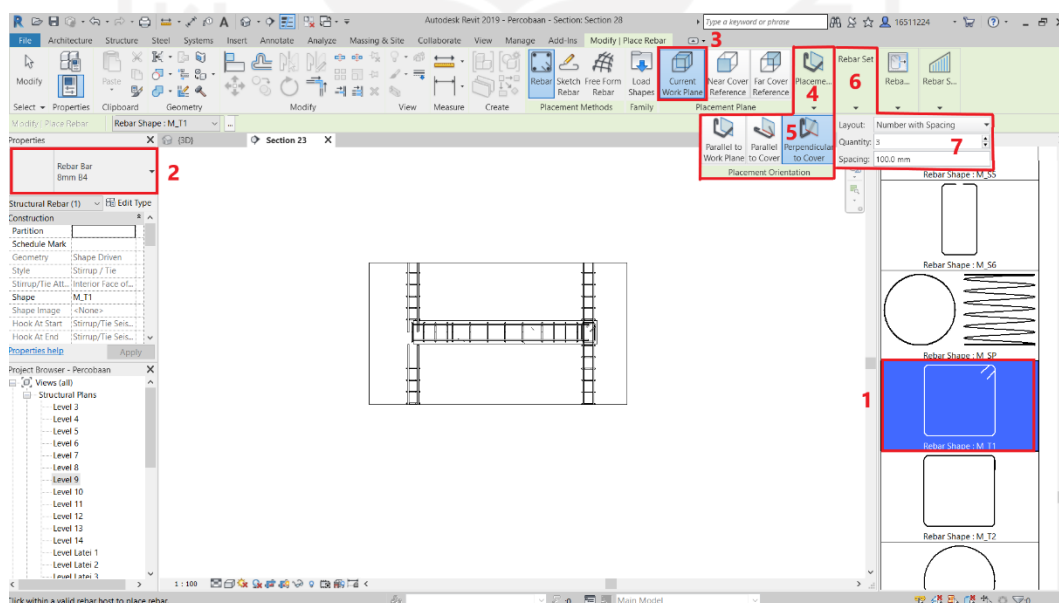 Autodesk Revit 2019 - Percobaan - Section: Section 28
Type a keyword or phrase
16511224
File Architecture Structure Steel Systems Insert Annotate Analyze Massing & Site Collaborate View Manage Add-Ins Modify | Place Rebar
3
Modify
Paste
Rebar
Sketch Rebar
Free Form Rebar
Load Shapes
Current Work Plane
Near Cover Reference
Far Cover Reference
Placeme...
4
Rebar Set
6
Reba...
Rebar S...
Select Properties Clipboard Geometry Modify View Measure Create Placement Methods Family Placement Plane
Modify | Place Rebar
Rebar Shape : M_T1
...
Parallel to Work Plane
Parallel to Cover
5
Perpendicular to Cover
Placement Orientation
Layout: Number with Spacing
Quantity: 3
7
Spacing: 100.0 mm
Properties X
(3D)
Section 23 X
Rebar Bar
8mm B4
2
Structural Rebar (1)
Edit Type
Construction
Partition
Schedule Mark
Geometry Shape Driven
Style Stirrup / Tie
Stirrup/Tie Att... Interior Face of...
Shape M_T1
Shape Image <None>
Hook At Start Stirrup/Tie Seis...
Hook At End Stirrup/Tie Seis...
Properties help
Apply
Project Browser - Percobaan X
Views (all)
Structural Plans
Level 3
Level 4
Level 5
Level 6
Level 7
Level 8
Level 9
Level 10
Level 11
Level 12
Level 13
Level 14
Level Latei 1
Level Latei 2
Level Latei 3
Rebar Shape : M_S5
Rebar Shape : M_S6
Rebar Shape : M_SP
1
Rebar Shape : M_T1
Rebar Shape : M_T2
1 : 100
Click within a valid rebar host to place rebar.
:0
Main Model
:0